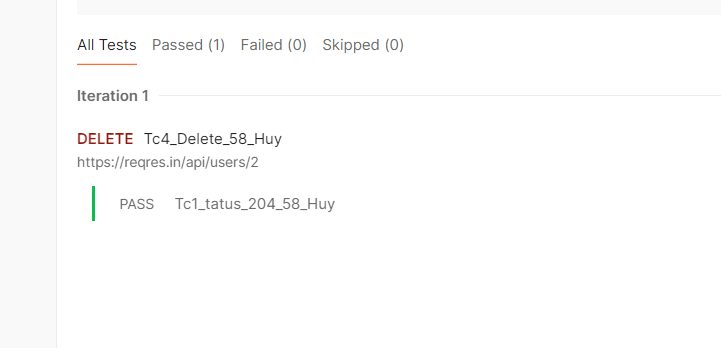 All Tests Passed (1) Failed (0) Skipped (0)
Iteration 1
DELETE Tc4_Delete_58_Huy
https://reqres.in/api/users/2
PASS Tc1_tatus_204_58_Huy